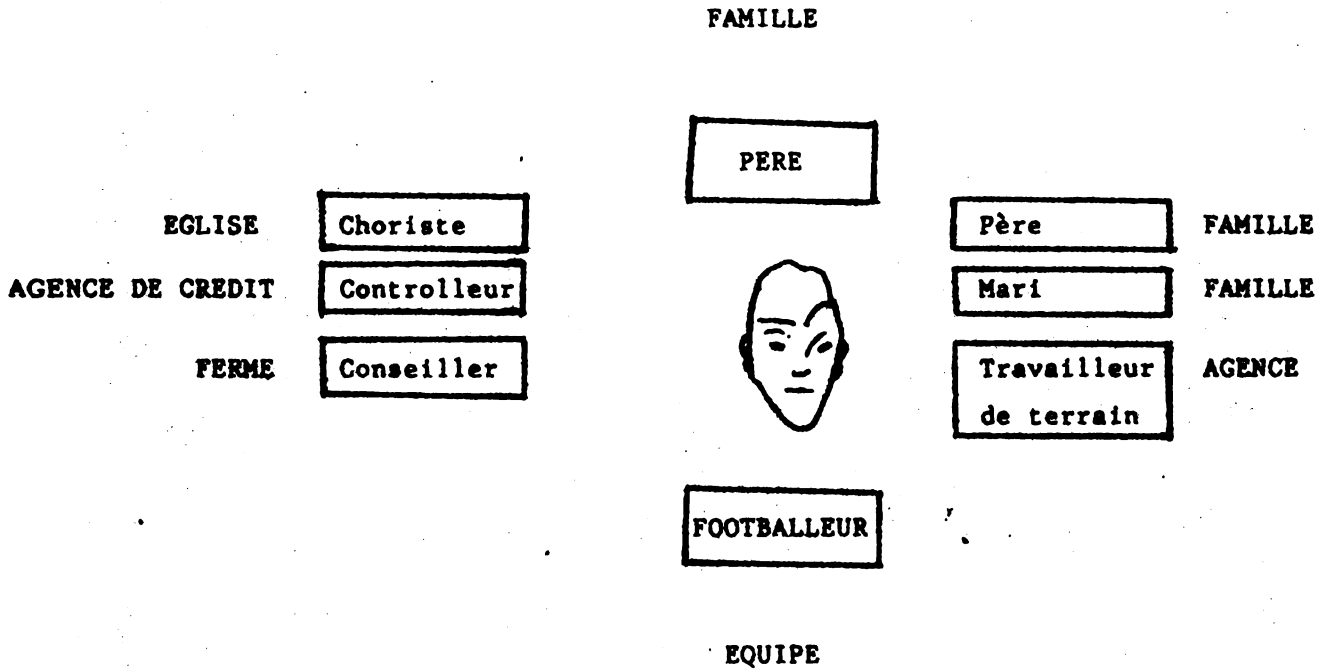 FAMILLE
PERE
EGLISE Choriste Père FAMILLE
AGENCE DE CREDIT Controlleur Mari FAMILLE
FERME Conseiller Travailleur AGENCE
de terrain
FOOTBALLEUR
EQUIPE